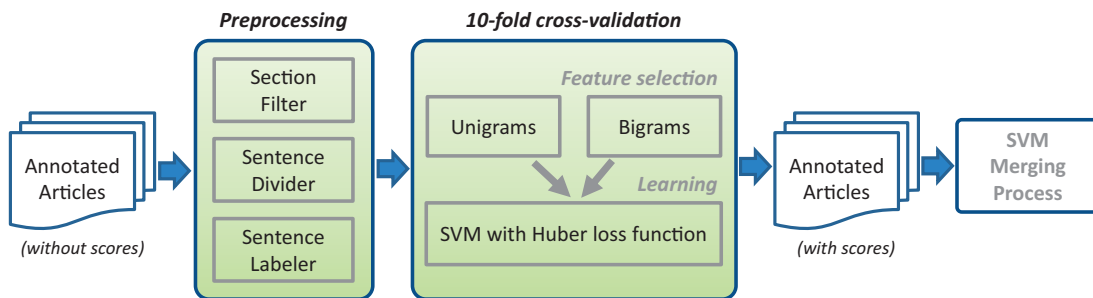 Preprocessing
10-fold cross-validation
Annotated
Articles
(without scores)
Section
Filter
Sentence
Divider
Sentence
Labeler
Feature selection
Unigrams
Bigrams
Learning
SVM with Huber loss function
Annotated
Articles
(with scores)
SVM
Merging
Process